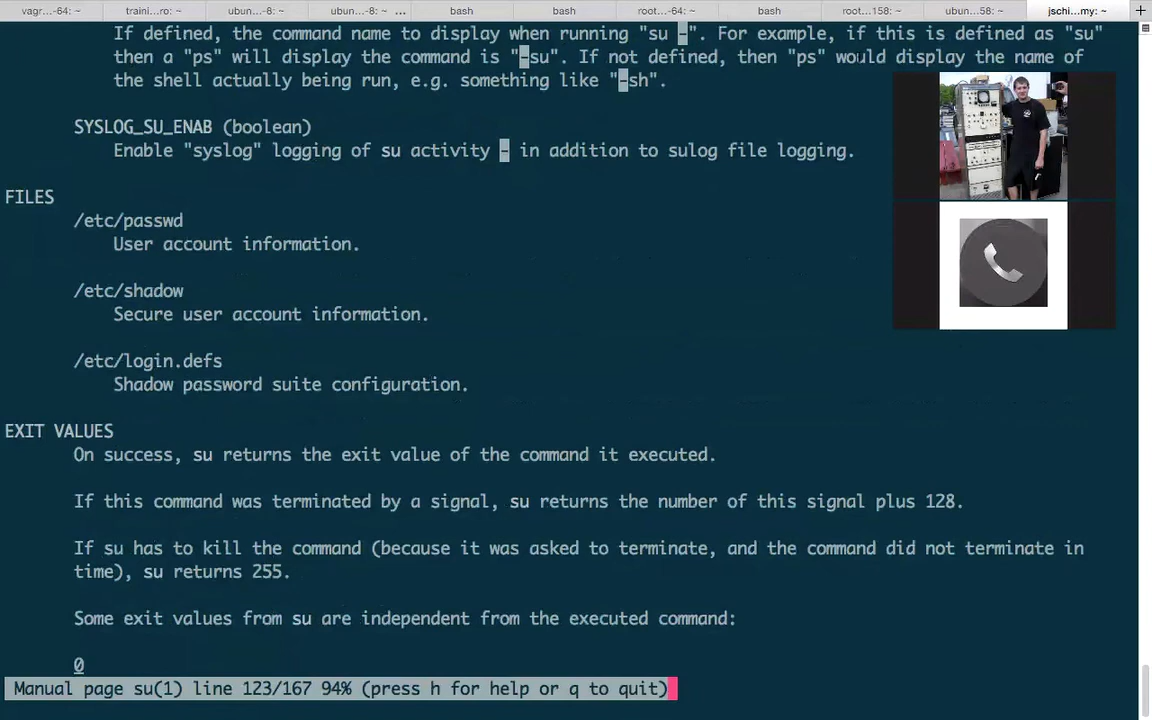 vagr...-64: ~ traini...ro: ~ ubun...-8: ~ ubun...-8: ~ ... bash bash root...-64: ~ bash root...158: ~ ubun...58: ~ jschi...my: ~ +
If defined, the command name to display when running "su -". For example, if this is defined as "su"
then a "ps" will display the command is "-su". If not defined, then "ps" would display the name of
the shell actually being run, e.g. something like "-sh".
SYSLOG_SU_ENAB (boolean)
Enable "syslog" logging of su activity - in addition to sulog file logging.
FILES
/etc/passwd
User account information.
/etc/shadow
Secure user account information.
/etc/login.defs
Shadow password suite configuration.
EXIT VALUES
On success, su returns the exit value of the command it executed.
If this command was terminated by a signal, su returns the number of this signal plus 128.
If su has to kill the command (because it was asked to terminate, and the command did not terminate in
time), su returns 255.
Some exit values from su are independent from the executed command:
0
Manual page su(1) line 123/167 94% (press h for help or q to quit)